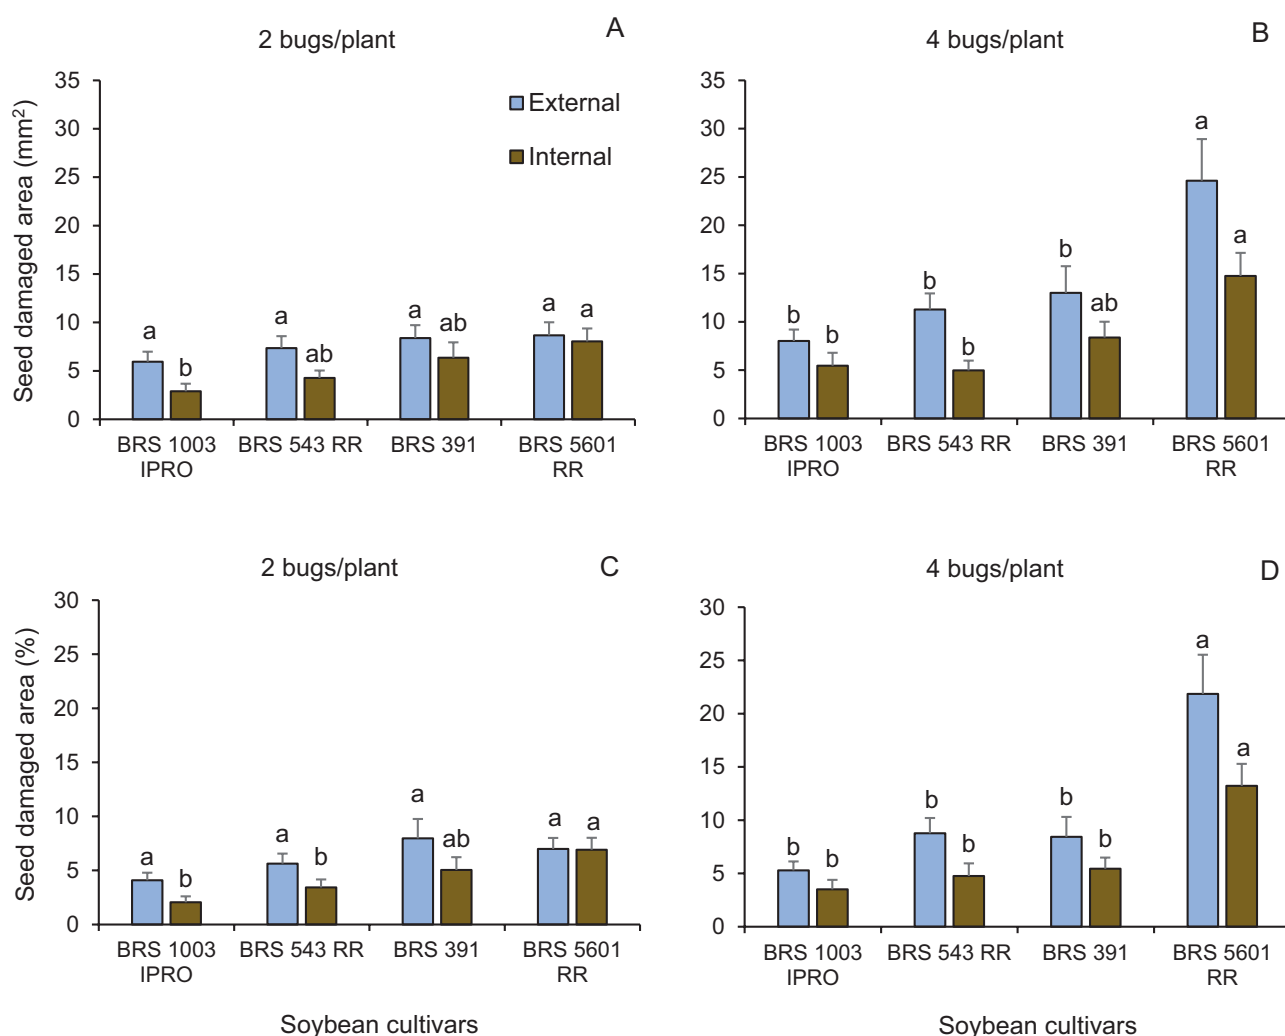 2 bugs/plant
A
35
30
25
20
15
10
5
0
Seed damaged area (mm²)
External
Internal
a
b
a
ab
a
ab
a
a
BRS 1003
IPRO
BRS 543 RR
BRS 391
BRS 5601
RR
4 bugs/plant
B
35
30
25
20
15
10
5
0
b
b
b
b
b
ab
a
a
BRS 1003
IPRO
BRS 543 RR
BRS 391
BRS 5601
RR
2 bugs/plant
C
30
25
20
15
10
5
0
Seed damaged area (%)
a
b
a
b
a
ab
a
a
BRS 1003
IPRO
BRS 543 RR
BRS 391
BRS 5601
RR
Soybean cultivars
4 bugs/plant
D
30
25
20
15
10
5
0
b
b
b
b
b
b
a
a
BRS 1003
IPRO
BRS 543 RR
BRS 391
BRS 5601
RR
Soybean cultivars